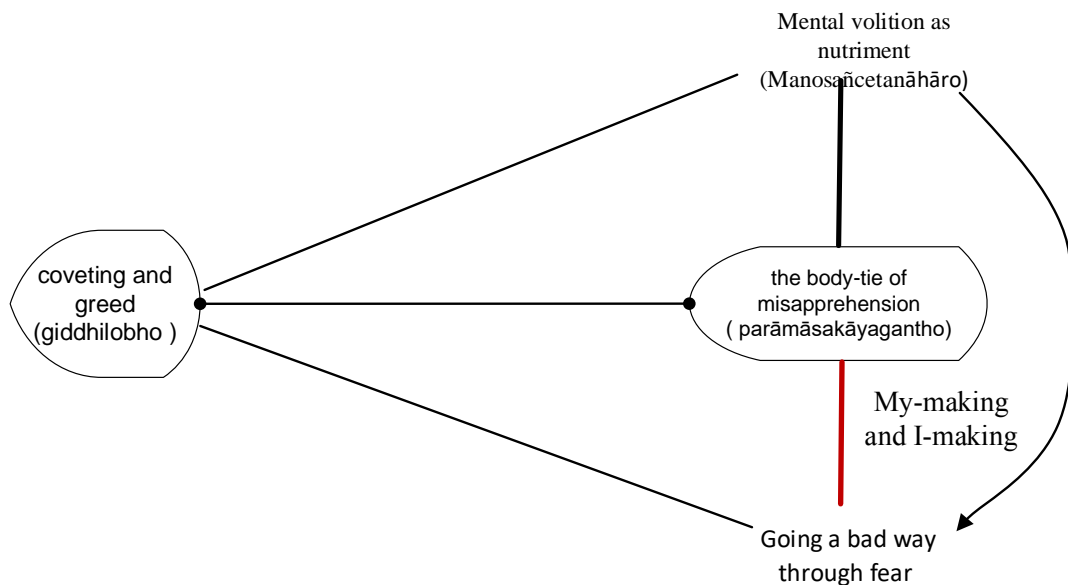 Mental volition as
nutriment
(Manosañcetanāhāro)
coveting and
greed
(giddhilobho )
the body-tie of
misapprehension
( parāmāsakāyagantho)
My-making
and I-making
Going a bad way
through fear